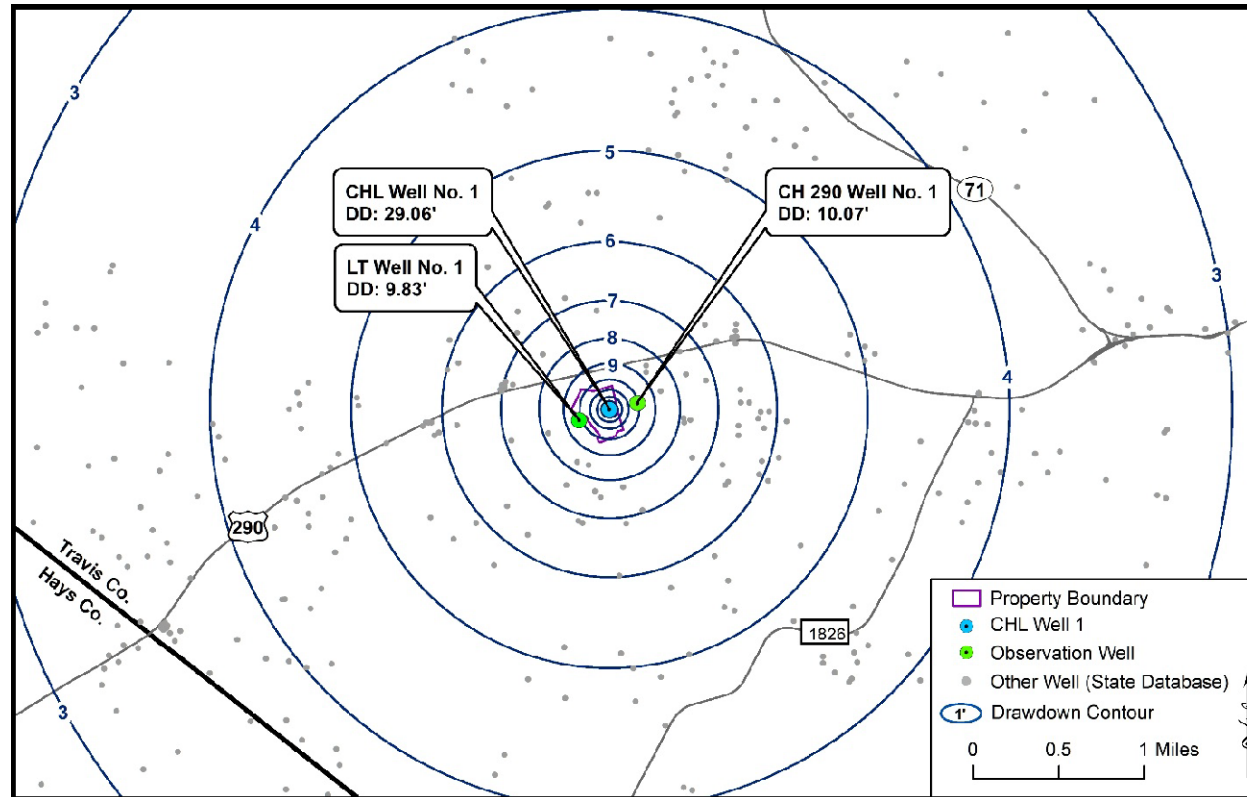 3
5
CHL Well No. 1
DD: 29.06'
CH 290 Well No. 1
DD: 10.07'
71
4
6
LT Well No. 1
DD: 9.83'
3
7
8
9
4
290
Travis Co.
Hays Co.
1826
3
Property Boundary
CHL Well 1
Observation Well
Other Well (State Database)
1' Drawdown Contour
0 0.5 1 Miles